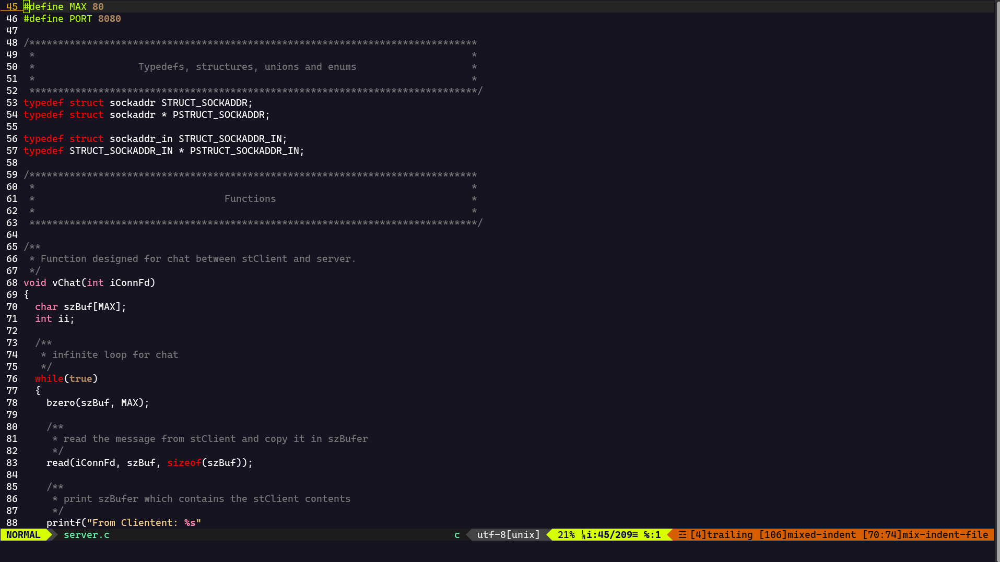 45 #define MAX 80
46 #define PORT 8080
47
48 /******************************************************************************
49  *                                                                            *
50  *                  Typedefs, structures, unions and enums                    *
51  *                                                                            *
52  ******************************************************************************/
53 typedef struct sockaddr STRUCT_SOCKADDR;
54 typedef struct sockaddr * PSTRUCT_SOCKADDR;
55
56 typedef struct sockaddr_in STRUCT_SOCKADDR_IN;
57 typedef STRUCT_SOCKADDR_IN * PSTRUCT_SOCKADDR_IN;
58
59 /******************************************************************************
60  *                                                                            *
61  *                                 Functions                                  *
62  *                                                                            *
63  ******************************************************************************/
64
65 /**
66  * Function designed for chat between stClient and server.
67  */
68 void vChat(int iConnFd)
69 {
70   char szBuf[MAX];
71   int ii;
72
73   /**
74    * infinite loop for chat
75    */
76   while(true)
77   {
78     bzero(szBuf, MAX);
79
80     /**
81      * read the message from stClient and copy it in szBufer
82      */
83     read(iConnFd, szBuf, sizeof(szBuf));
84
85     /**
86      * print szBufer which contains the stClient contents
87      */
88     printf("From Clientent: %s"
NORMAL server.c c utf-8[unix] 21% ␤i:45/209≡ %:1 ☲ [4]trailing [106]mixed-indent [70:74]mix-indent-file